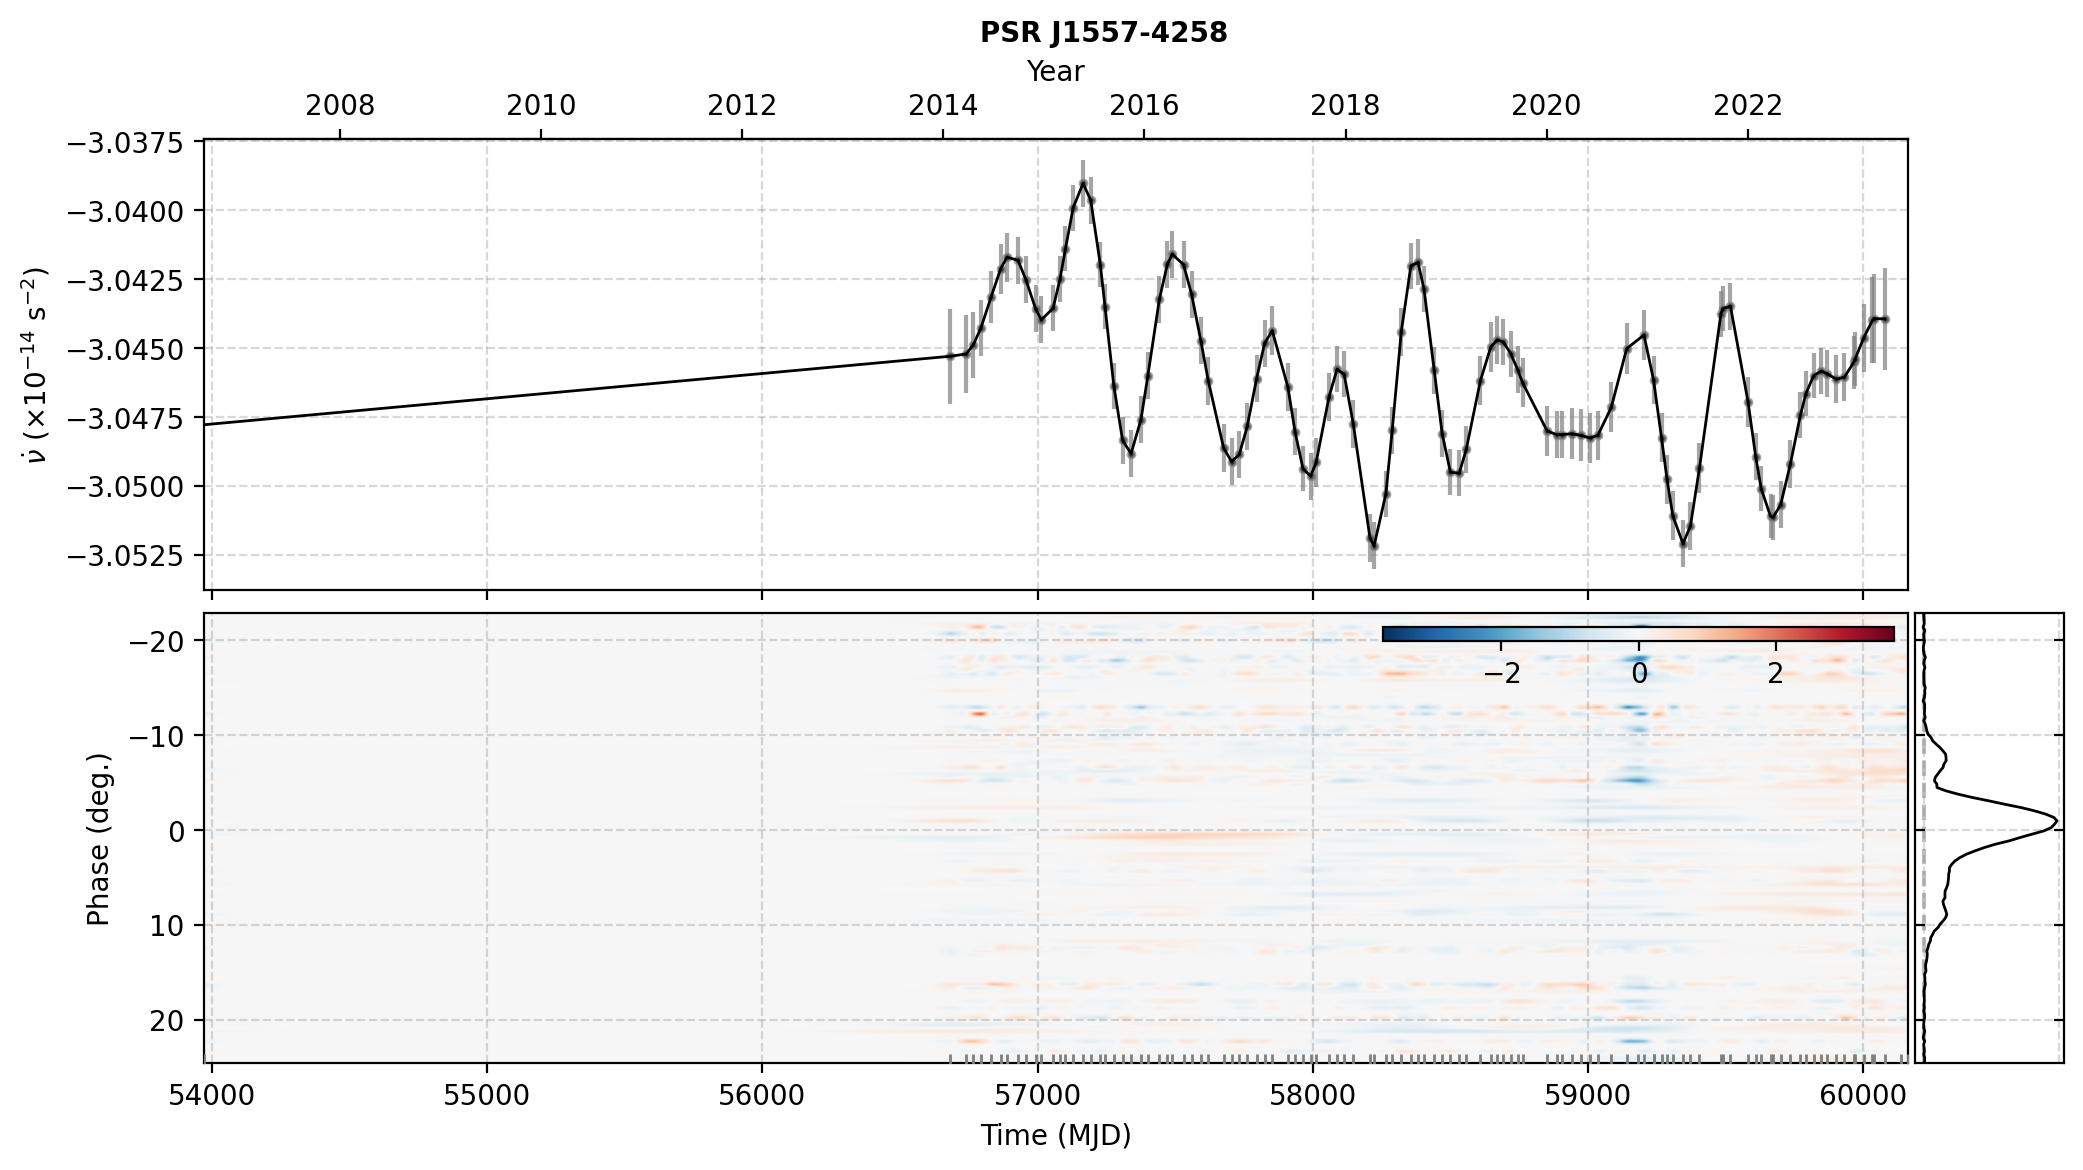 PSR J1557-4258
Year
2008 2010 2012 2014 2016 2018 2020 2022
−3.0375
−3.0400
−3.0425
−3.0450
−3.0475
−3.0500
−3.0525
ν̇ (×10⁻¹⁴ s⁻²)
−2 0 2
−20
−10
0
10
20
Phase (deg.)
54000 55000 56000 57000 58000 59000 60000
Time (MJD)